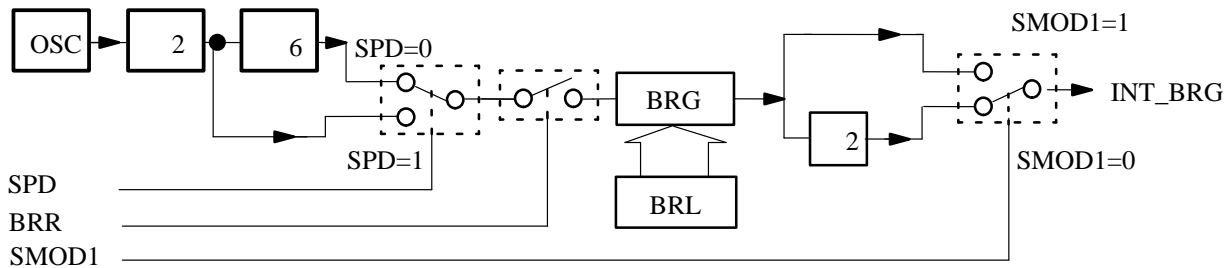 SMOD1=1
OSC
2
6
SPD=0
BRG
INT_BRG
2
SPD=1
SMOD1=0
SPD
BRL
BRR
SMOD1